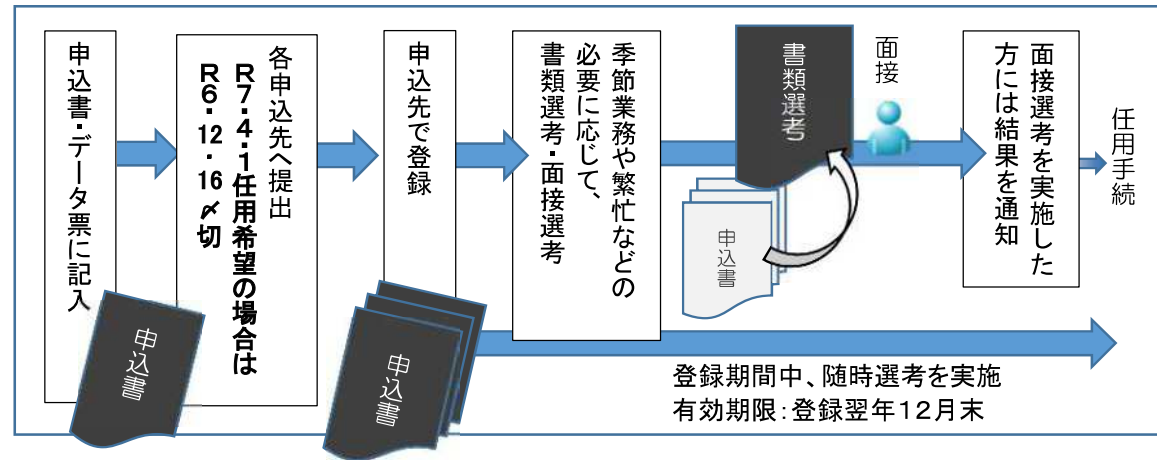 申込書・データ票に記入
申込書
各申込先へ提出
R7・4・1任用希望の場合は
R6・12・16〆切
申込先で登録
申込書
季節業務や繁忙などの
必要に応じて、
書類選考・面接選考
書類選考
申込書
面接
面接選考を実施した
方には結果を通知
任用手続
登録期間中、随時選考を実施
有効期限:登録翌年12月末